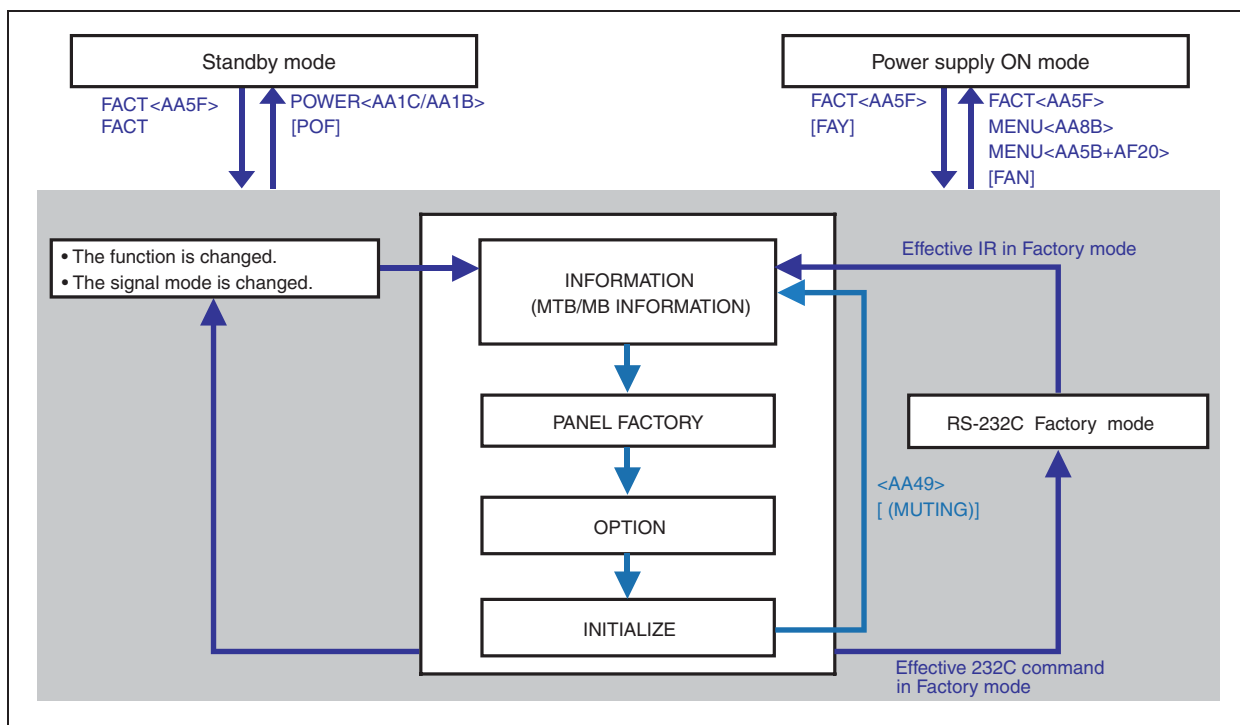 Standby mode
FACT<AA5F>
FACT
POWER<AA1C/AA1B>
[POF]
Power supply ON mode
FACT<AA5F>
[FAY]
FACT<AA5F>
MENU<AA8B>
MENU<AA5B+AF20>
[FAN]
• The function is changed.
• The signal mode is changed.
INFORMATION
(MTB/MB INFORMATION)
Effective IR in Factory mode
PANEL FACTORY
RS-232C Factory mode
<AA49>
[ (MUTING)]
OPTION
INITIALIZE
Effective 232C command
in Factory mode